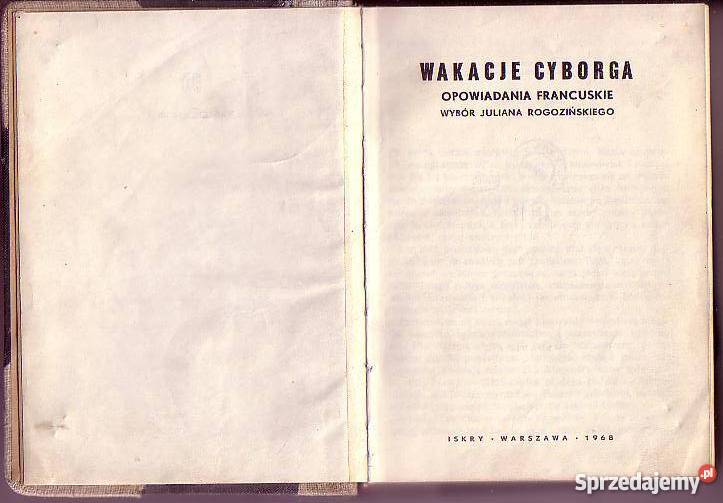 WAKACJE CYBORGA
OPOWIADANIA FRANCUSKIE
WYBÓR JULIANA ROGOZIŃSKIEGO
ISKRY • WARSZAWA • 1968
Sprzedajemy.pl